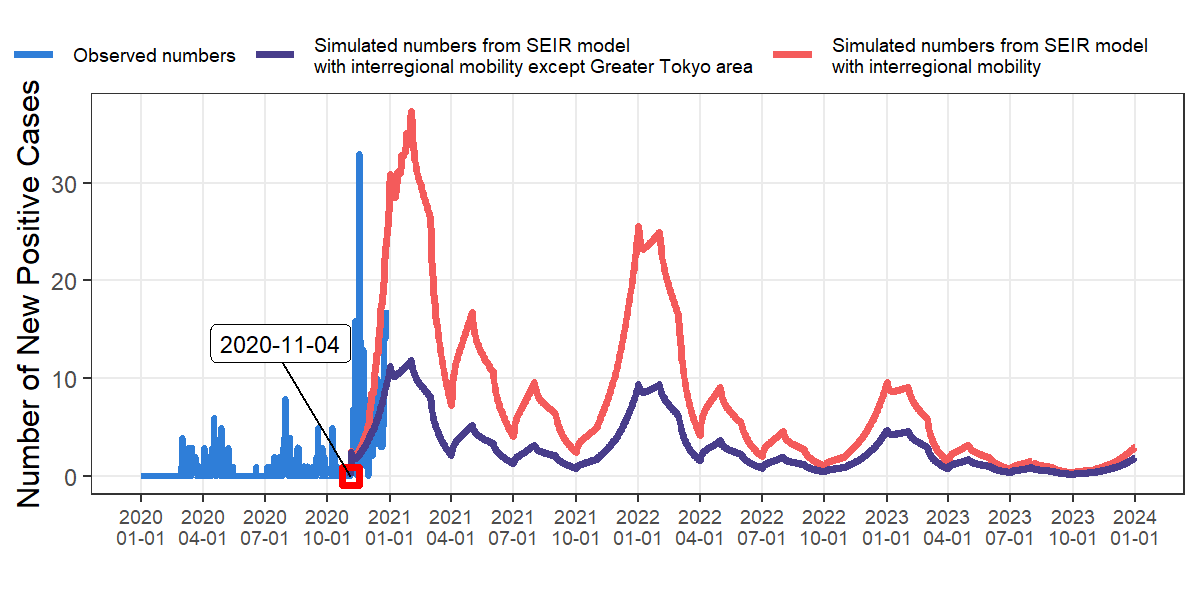 Observed numbers
Simulated numbers from SEIR model
with interregional mobility except Greater Tokyo area
Simulated numbers from SEIR model
with interregional mobility
Number of New Positive Cases
30
20
10
0
2020-11-04
2020 2020 2020 2020 2021 2021 2021 2021 2022 2022 2022 2022 2023 2023 2023 2023 2024
01-01 04-01 07-01 10-01 01-01 04-01 07-01 10-01 01-01 04-01 07-01 10-01 01-01 04-01 07-01 10-01 01-01